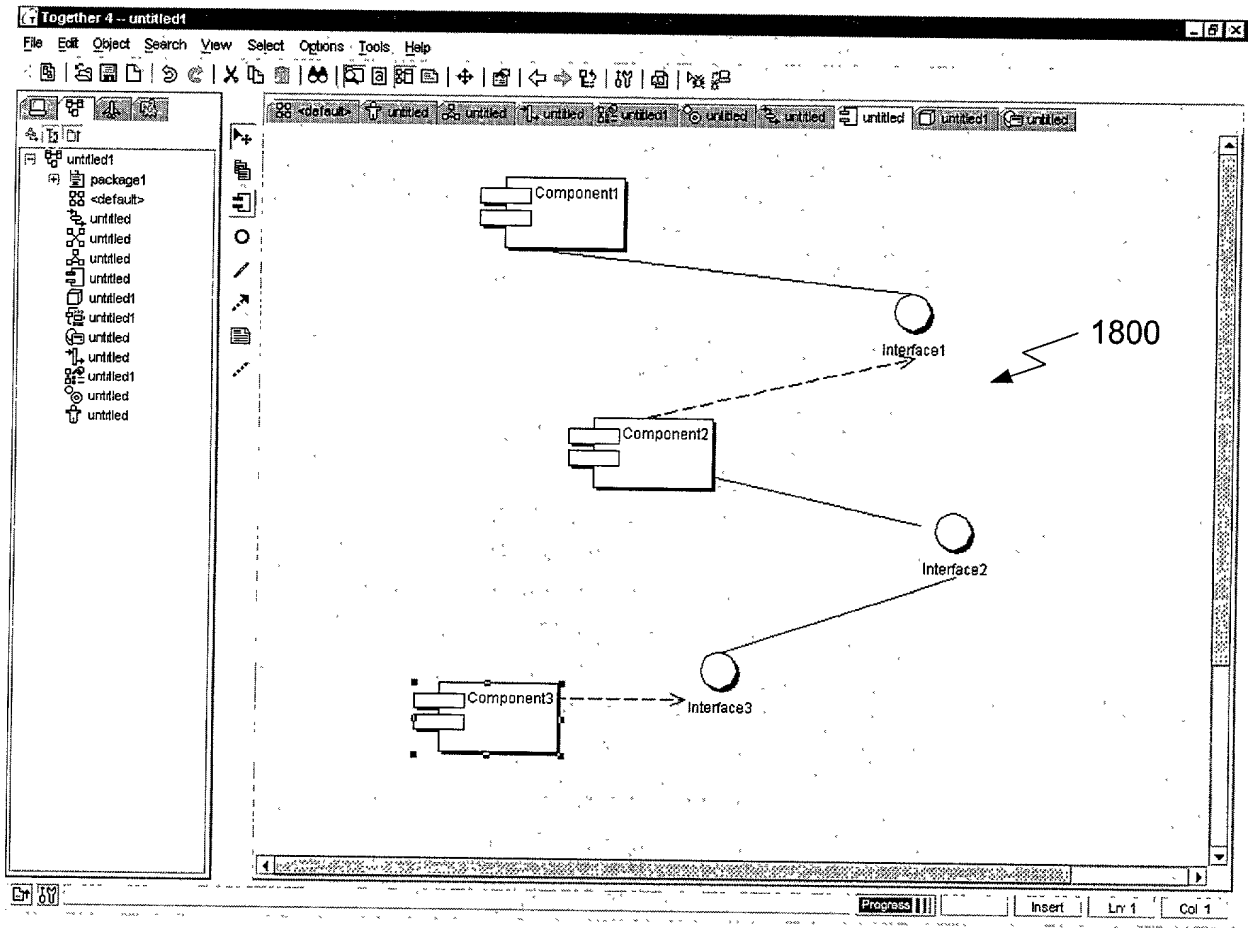 Together 4 -- untitled1
File Edit Object Search View Select Options Tools Help
<default> untitled untitled untitled untitled1 untitled untitled untitled untitled1 untitled
untitled1
package1
<default>
untitled
untitled
untitled
untitled
untitled1
untitled1
untitled
untitled
untitled1
untitled
untitled
Component1
Interface1
1800
Component2
Interface2
Component3
Interface3
Progress Insert Ln: 1 Col: 1